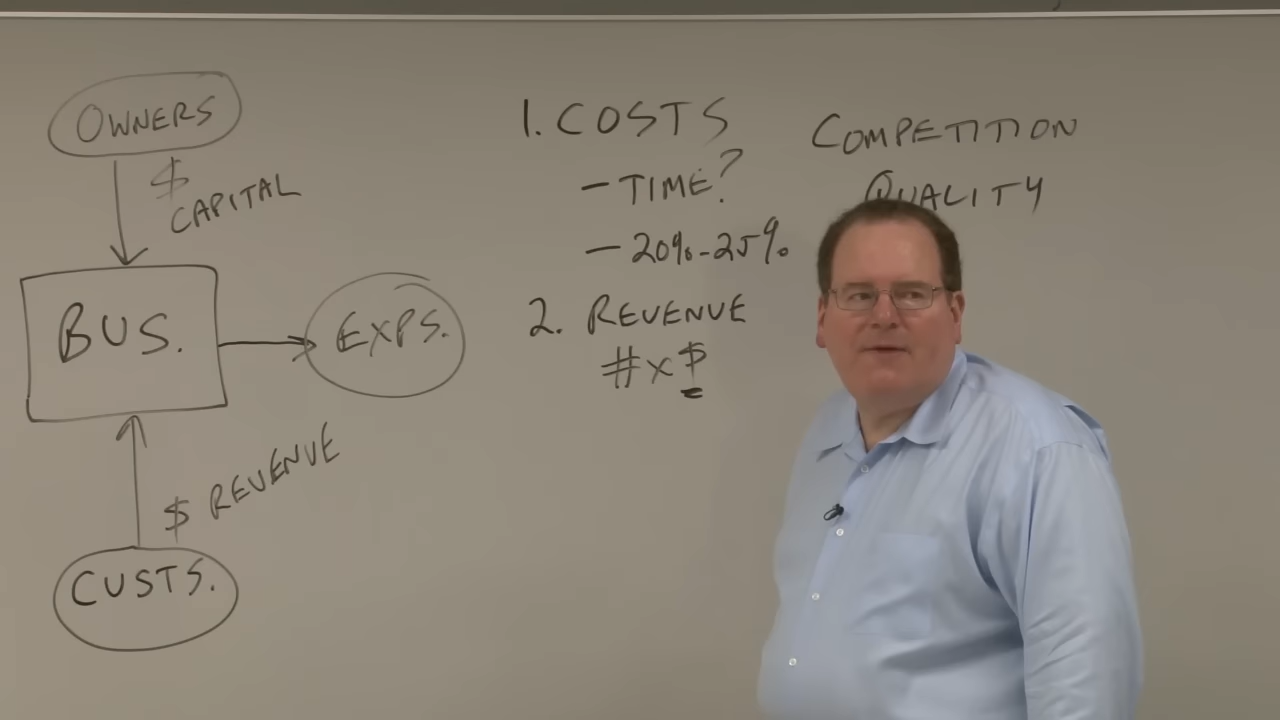 OWNERS
$
CAPITAL
BUS.
EXPS.
$ REVENUE
CUSTS.
1. COSTS
- TIME?
- 20%-25%
2. REVENUE
# x $
COMPETITION
QUALITY